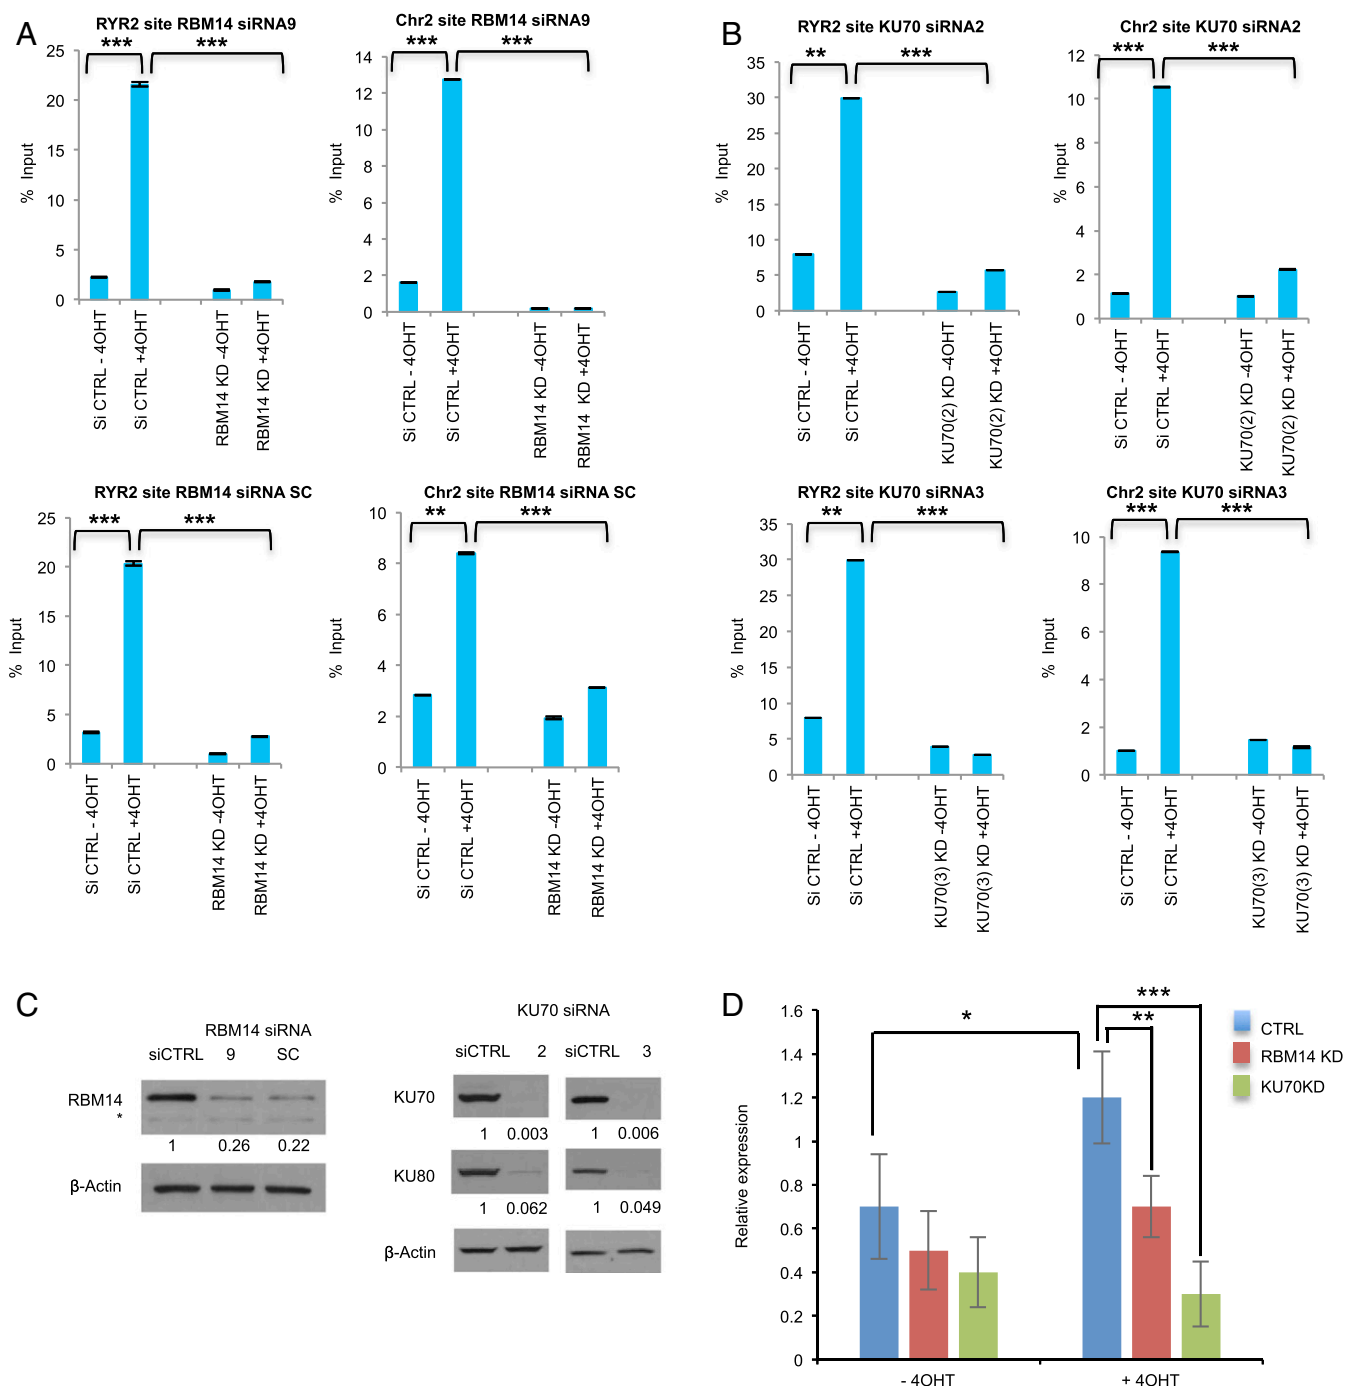 A
RYR2 site RBM14 siRNA9
*** ***
25
20
15
10
5
0
% Input
Si CTRL - 4OHT
Si CTRL +4OHT
RBM14 KD -4OHT
RBM14 KD +4OHT
Chr2 site RBM14 siRNA9
*** ***
14
12
10
8
6
4
2
0
% Input
Si CTRL - 4OHT
Si CTRL +4OHT
RBM14 KD -4OHT
RBM14 KD +4OHT
RYR2 site RBM14 siRNA SC
*** ***
25
20
15
10
5
0
% Input
Si CTRL - 4OHT
Si CTRL +4OHT
RBM14 KD -4OHT
RBM14 KD +4OHT
Chr2 site RBM14 siRNA SC
** ***
10
8
6
4
2
0
% Input
Si CTRL - 4OHT
Si CTRL +4OHT
RBM14 KD -4OHT
RBM14 KD +4OHT
B
RYR2 site KU70 siRNA2
** ***
35
30
25
20
15
10
5
0
% Input
Si CTRL - 4OHT
Si CTRL +4OHT
KU70(2) KD -4OHT
KU70(2) KD +4OHT
Chr2 site KU70 siRNA2
*** ***
12
10
8
6
4
2
0
% Input
Si CTRL - 4OHT
Si CTRL +4OHT
KU70(2) KD -4OHT
KU70(2) KD +4OHT
RYR2 site KU70 siRNA3
** ***
35
30
25
20
15
10
5
0
% Input
Si CTRL - 4OHT
Si CTRL +4OHT
KU70(3) KD -4OHT
KU70(3) KD +4OHT
Chr2 site KU70 siRNA3
*** ***
10
8
6
4
2
0
% Input
Si CTRL - 4OHT
Si CTRL +4OHT
KU70(3) KD -4OHT
KU70(3) KD +4OHT
C
RBM14 siRNA
siCTRL 9 SC
RBM14
*
1 0.26 0.22
β-Actin
KU70 siRNA
siCTRL 2 siCTRL 3
KU70
1 0.003 1 0.006
KU80
1 0.062 1 0.049
β-Actin
D
* *** **
1.6
1.4
1.2
1
0.8
0.6
0.4
0.2
0
Relative expression
- 4OHT + 4OHT
CTRL
RBM14 KD
KU70KD